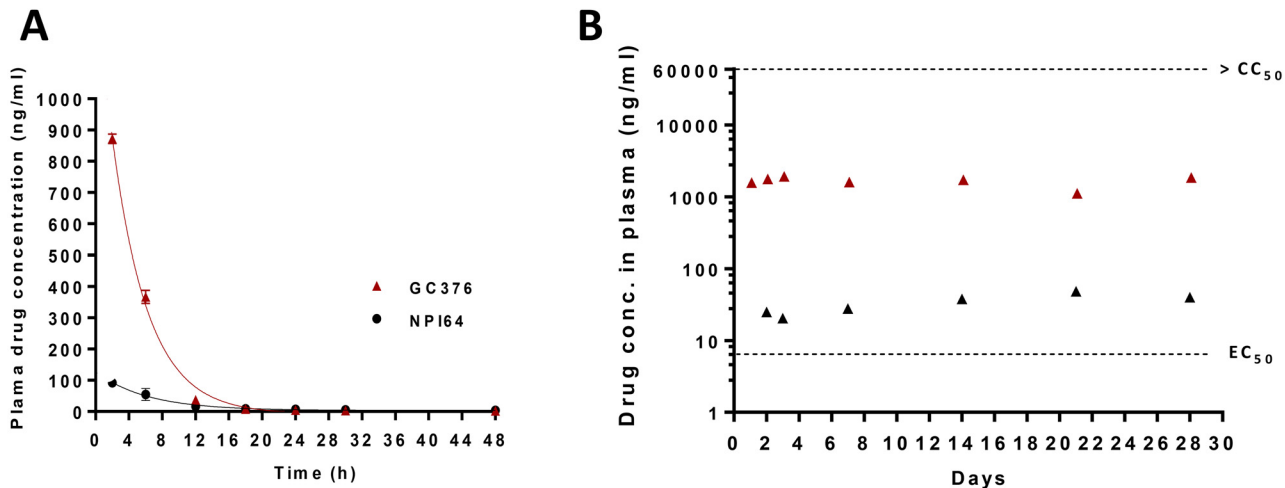 A
Plama drug concentration (ng/ml)
1000
900
800
700
600
500
400
300
200
100
0
0 4 8 12 16 20 24 28 32 36 40 44 48
Time (h)
GC376
NPI64
B
Drug conc. in plasma (ng/ml)
60000
10000
1000
100
10
1
0 2 4 6 8 10 12 14 16 18 20 22 24 26 28 30
Days
> CC50
EC50